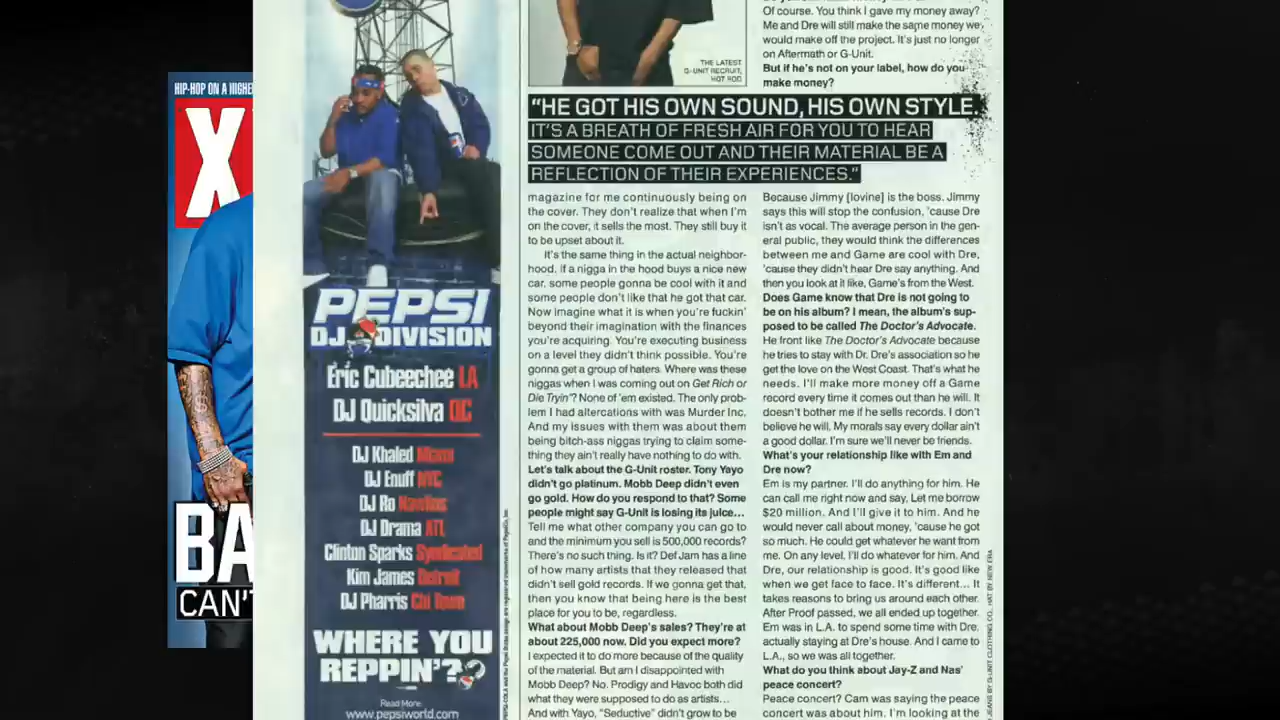 HIP-HOP ON A HIGHE
X
BA
CAN'T
PEPSI
DJ DIVISION
Eric Cubeechee LA
DJ Quicksilva DC
DJ Khaled Miami
DJ Enuff NYC
DJ Ro Nawlins
DJ Drama ATL
Clinton Sparks Syndicated
Kim James Detroit
DJ Pharris Chi Town
WHERE YOU
REPPIN'?
Read More:
www.pepsiworld.com
THE LATEST
G-UNIT RECRUIT,
HOT ROD
"HE GOT HIS OWN SOUND, HIS OWN STYLE.
IT'S A BREATH OF FRESH AIR FOR YOU TO HEAR
SOMEONE COME OUT AND THEIR MATERIAL BE A
REFLECTION OF THEIR EXPERIENCES."
magazine for me continuously being on
the cover. They don't realize that when I'm
on the cover, it sells the most. They still buy it
to be upset about it.
It's the same thing in the actual neighbor-
hood. If a nigga in the hood buys a nice new
car, some people gonna be cool with it and
some people don't like that he got that car.
Now imagine what it is when you're fuckin'
beyond their imagination with the finances
you're acquiring. You're executing business
on a level they didn't think possible. You're
gonna get a group of haters. Where was these
niggas when I was coming out on Get Rich or
Die Tryin'? None of 'em existed. The only prob-
lem I had altercations with was Murder Inc.
And my issues with them was about them
being bitch-ass niggas trying to claim some-
thing they ain't really have nothing to do with.
Let's talk about the G-Unit roster. Tony Yayo
didn't go platinum. Mobb Deep didn't even
go gold. How do you respond to that? Some
people might say G-Unit is losing its juice...
Tell me what other company you can go to
and the minimum you sell is 500,000 records?
There's no such thing. Is it? Def Jam has a line
of how many artists that they released that
didn't sell gold records. If we gonna get that,
then you know that being here is the best
place for you to be, regardless.
What about Mobb Deep's sales? They're at
about 225,000 now. Did you expect more?
I expected it to do more because of the quality
of the material. But am I disappointed with
Mobb Deep? No. Prodigy and Havoc both did
what they were supposed to do as artists...
And with Yayo, "Seductive" didn't grow to be
Of course. You think I gave my money away?
Me and Dre will still make the same money we
would make off the project. It's just no longer
on Aftermath or G-Unit.
But if he's not on your label, how do you
make money?
Because Jimmy [Iovine] is the boss. Jimmy
says this will stop the confusion, 'cause Dre
isn't as vocal. The average person in the gen-
eral public, they would think the differences
between me and Game are cool with Dre,
'cause they didn't hear Dre say anything. And
then you look at it like, Game's from the West.
Does Game know that Dre is not going to
be on his album? I mean, the album's sup-
posed to be called The Doctor's Advocate.
He front like The Doctor's Advocate because
he tries to stay with Dr. Dre's association so he
get the love on the West Coast. That's what he
needs. I'll make more money off a Game
record every time it comes out than he will. It
doesn't bother me if he sells records. I don't
believe he will. My morals say every dollar ain't
a good dollar. I'm sure we'll never be friends.
What's your relationship like with Em and
Dre now?
Em is my partner. I'll do anything for him. He
can call me right now and say, Let me borrow
$20 million. And I'll give it to him. And he
would never call about money, 'cause he got
so much. He could get whatever he want from
me. On any level, I'll do whatever for him. And
Dre, our relationship is good. It's good like
when we get face to face. It's different... It
takes reasons to bring us around each other.
After Proof passed, we all ended up together.
Em was in L.A. to spend some time with Dre,
actually staying at Dre's house. And I came to
L.A., so we was all together.
What do you think about Jay-Z and Nas'
peace concert?
Peace concert? Cam was saying the peace
concert was about him. I'm looking at the
JEANS BY G-UNIT CLOTHING CO., HAT BY NEW ERA